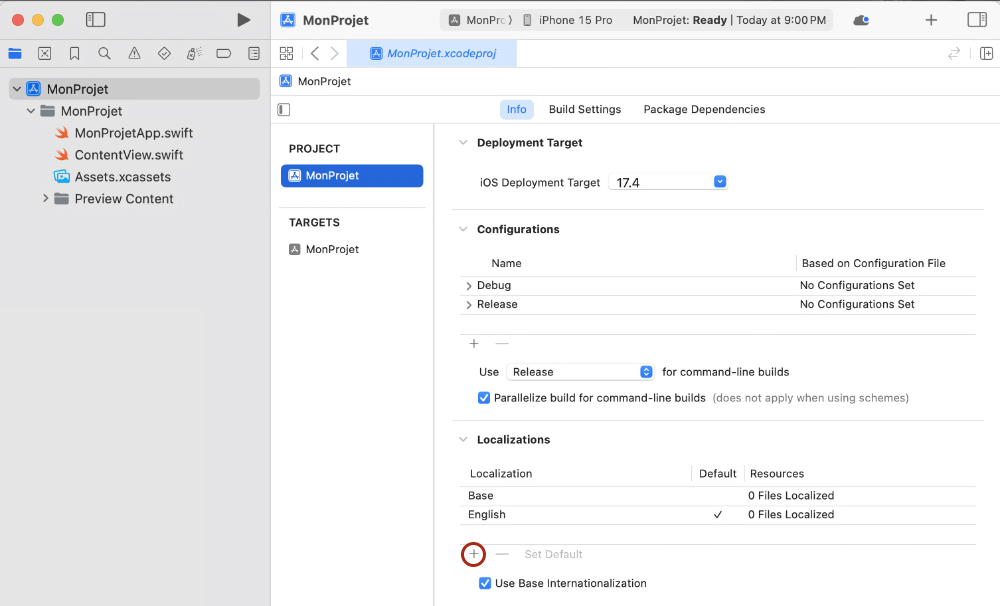 MonProjet
MonProj
iPhone 15 Pro
MonProjet: Ready | Today at 9:00 PM
MonProjet.xcodeproj
MonProjet
MonProjet
MonProjetApp.swift
ContentView.swift
Assets.xcassets
Preview Content
MonProjet
Info
Build Settings
Package Dependencies
PROJECT
MonProjet
TARGETS
MonProjet
Deployment Target
iOS Deployment Target 17.4
Configurations
Name Based on Configuration File
Debug No Configurations Set
Release No Configurations Set
Use Release for command-line builds
Parallelize build for command-line builds (does not apply when using schemes)
Localizations
Localization Default Resources
Base 0 Files Localized
English 0 Files Localized
Set Default
Use Base Internationalization